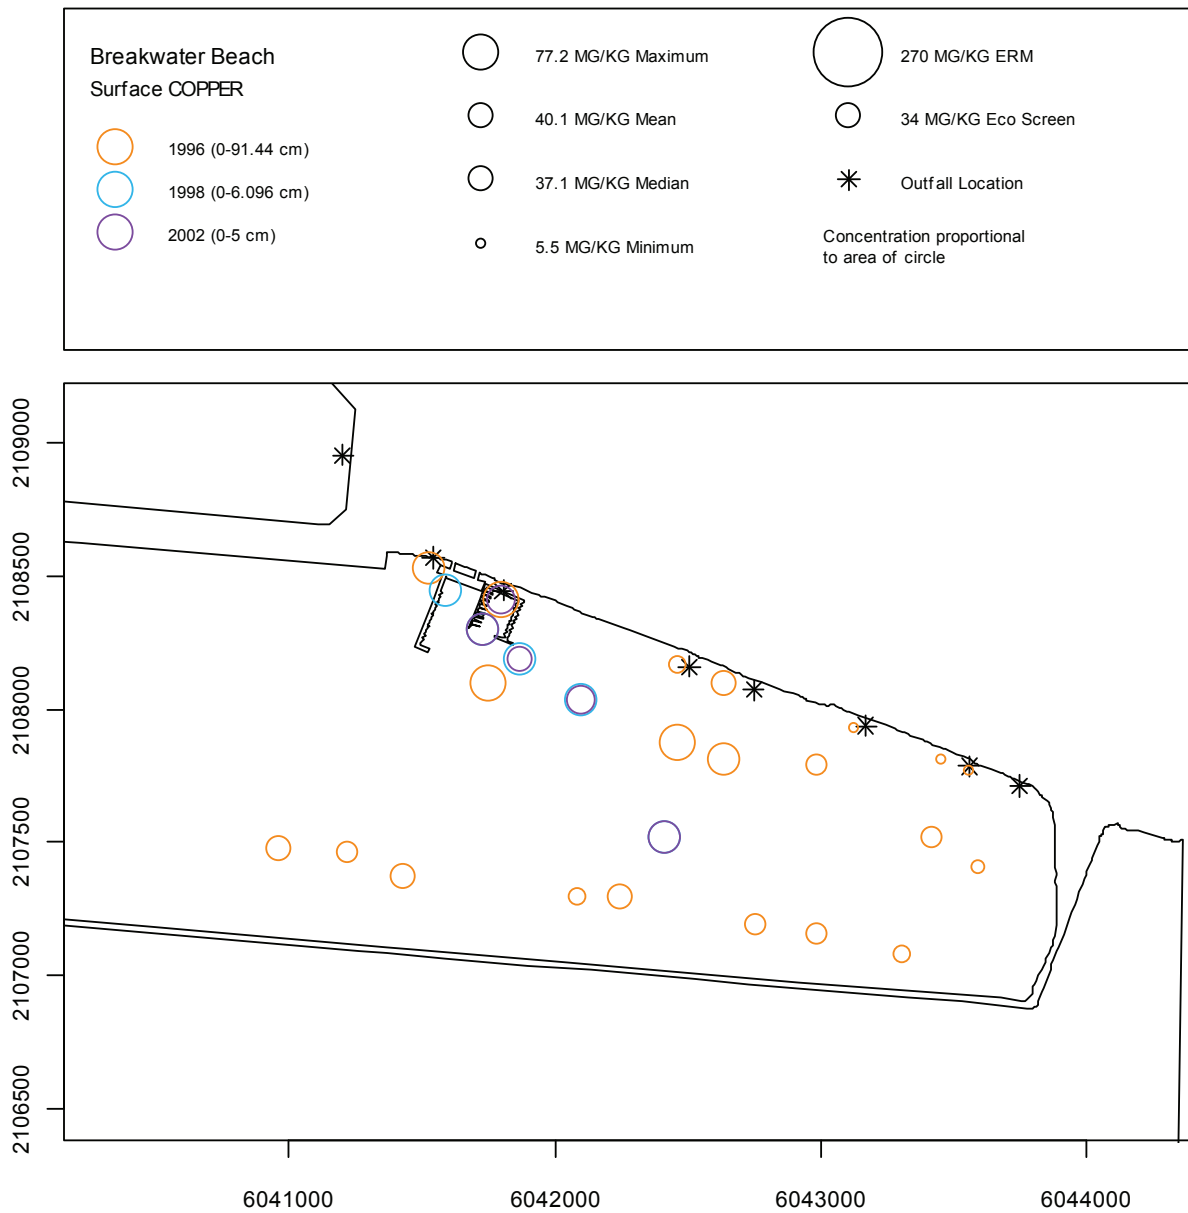 Breakwater Beach
Surface COPPER
1996 (0-91.44 cm)
1998 (0-6.096 cm)
2002 (0-5 cm)
77.2 MG/KG Maximum
40.1 MG/KG Mean
37.1 MG/KG Median
5.5 MG/KG Minimum
270 MG/KG ERM
34 MG/KG Eco Screen
Outfall Location
Concentration proportional
to area of circle
2109000
2108500
2108000
2107500
2107000
2106500
6041000
6042000
6043000
6044000